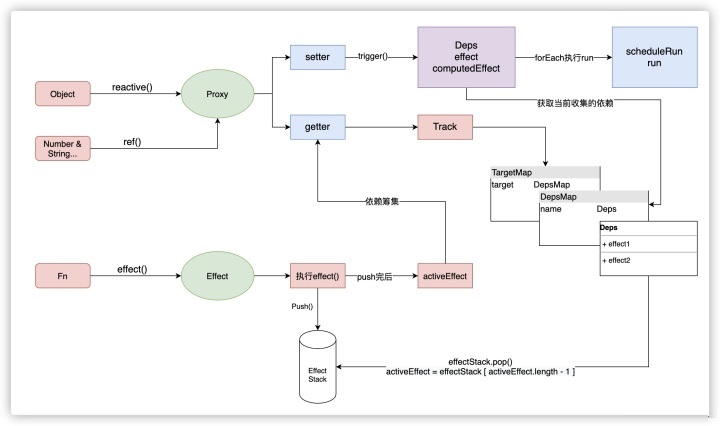 Object
reactive()
Number &
String...
ref()
Proxy
setter
trigger()
Deps
effect
computedEffect
forEach执行run
scheduleRun
run
获取当前收集的依赖
getter
Track
TargetMap
target DepsMap
DepsMap
name Deps
Deps
+ effect1
+ effect2
依赖筹集
Fn
effect()
Effect
执行effect()
push完后
activeEffect
Push()
Effect
Stack
effectStack.pop()
activeEffect = effectStack [ activeEffect.length - 1 ]